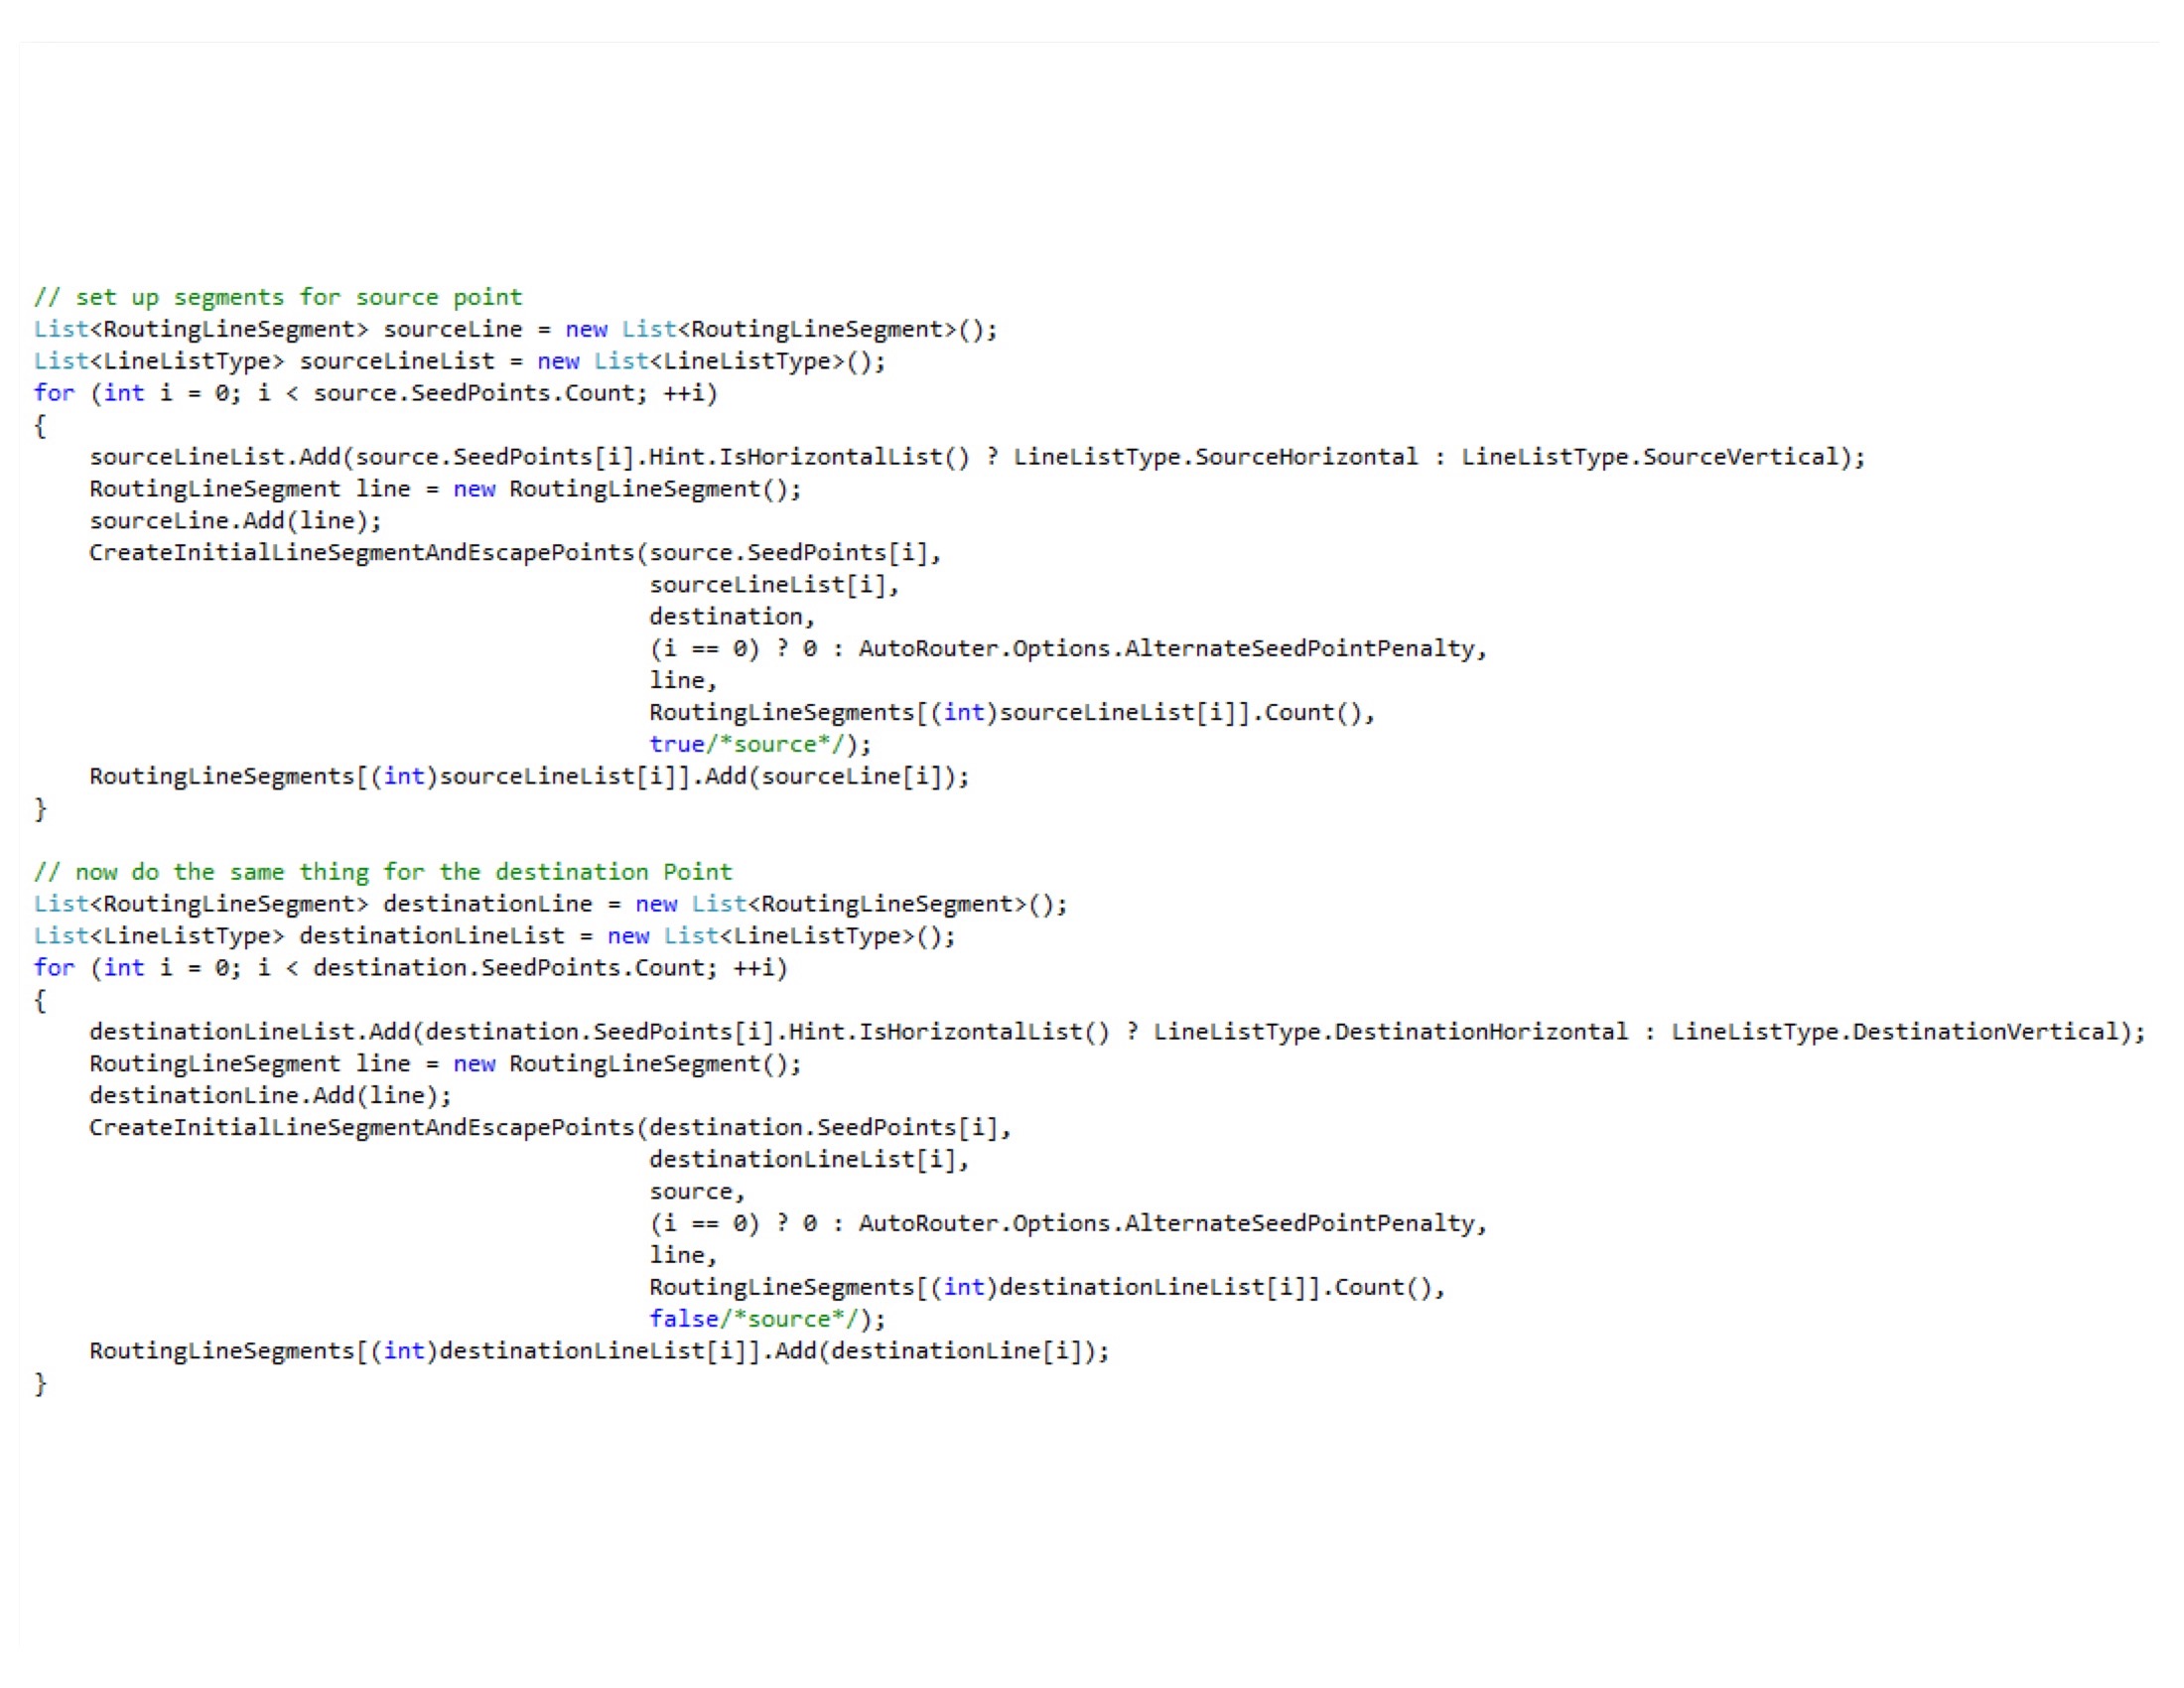 // set up segments for source point
List<RoutingLineSegment> sourceLine = new List<RoutingLineSegment>();
List<LineListType> sourceLineList = new List<LineListType>();
for (int i = 0; i < source.SeedPoints.Count; ++i)
{
    sourceLineList.Add(source.SeedPoints[i].Hint.IsHorizontalList() ? LineListType.SourceHorizontal : LineListType.SourceVertical);
    RoutingLineSegment line = new RoutingLineSegment();
    sourceLine.Add(line);
    CreateInitialLineSegmentAndEscapePoints(source.SeedPoints[i],
                                            sourceLineList[i],
                                            destination,
                                            (i == 0) ? 0 : AutoRouter.Options.AlternateSeedPointPenalty,
                                            line,
                                            RoutingLineSegments[(int)sourceLineList[i]].Count(),
                                            true/*source*/);
    RoutingLineSegments[(int)sourceLineList[i]].Add(sourceLine[i]);
}

// now do the same thing for the destination Point
List<RoutingLineSegment> destinationLine = new List<RoutingLineSegment>();
List<LineListType> destinationLineList = new List<LineListType>();
for (int i = 0; i < destination.SeedPoints.Count; ++i)
{
    destinationLineList.Add(destination.SeedPoints[i].Hint.IsHorizontalList() ? LineListType.DestinationHorizontal : LineListType.DestinationVertical);
    RoutingLineSegment line = new RoutingLineSegment();
    destinationLine.Add(line);
    CreateInitialLineSegmentAndEscapePoints(destination.SeedPoints[i],
                                            destinationLineList[i],
                                            source,
                                            (i == 0) ? 0 : AutoRouter.Options.AlternateSeedPointPenalty,
                                            line,
                                            RoutingLineSegments[(int)destinationLineList[i]].Count(),
                                            false/*source*/);
    RoutingLineSegments[(int)destinationLineList[i]].Add(destinationLine[i]);
}